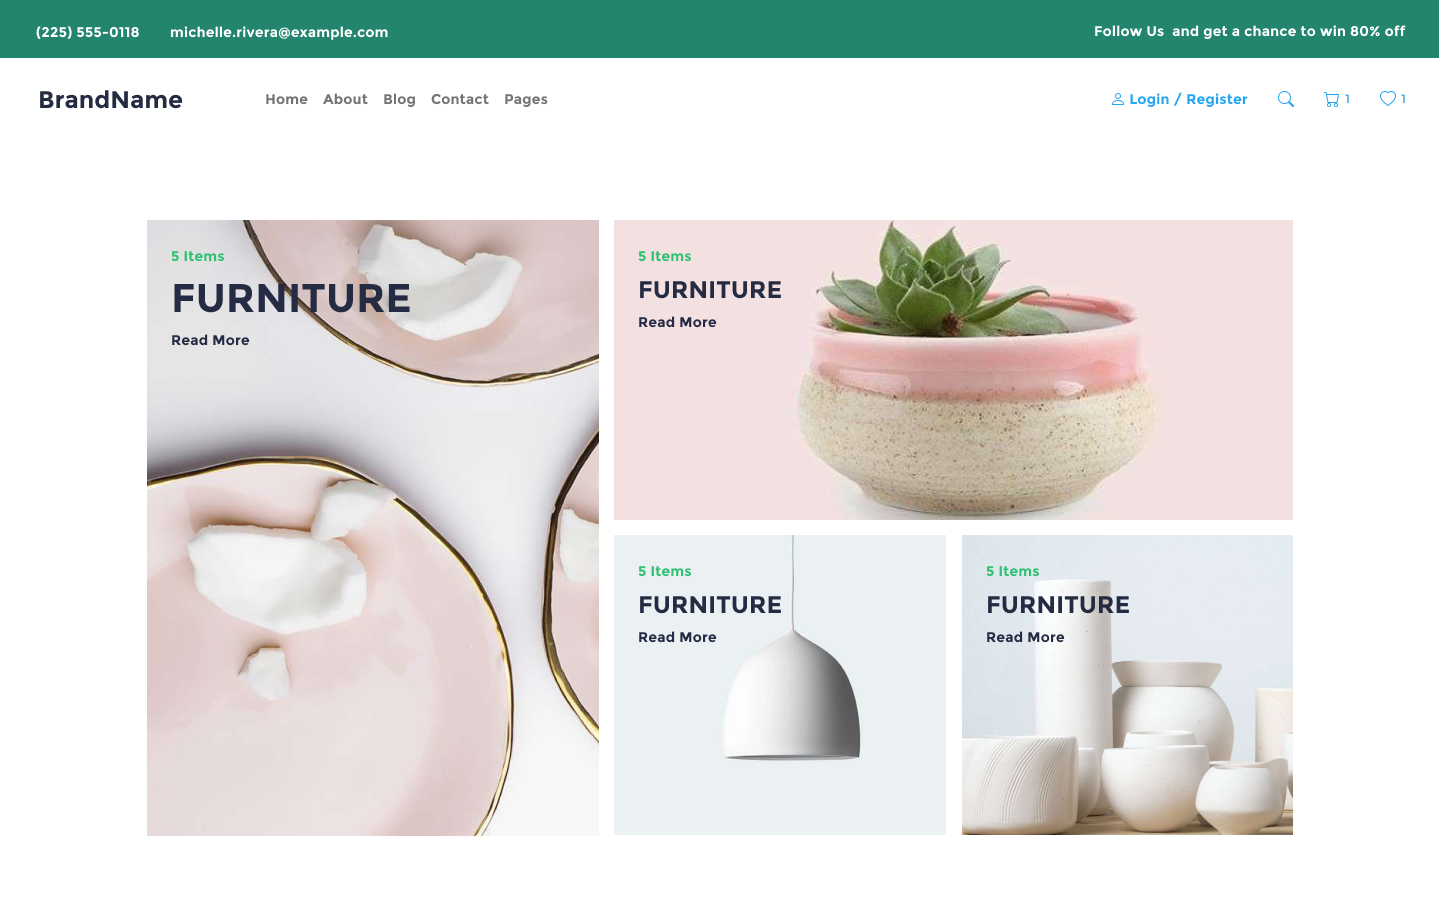 (225) 555-0118 michelle.rivera@example.com Follow Us and get a chance to win 80% off
BrandName Home About Blog Contact Pages Login / Register 1 1
5 Items
FURNITURE
Read More
5 Items
FURNITURE
Read More
5 Items
FURNITURE
Read More
5 Items
FURNITURE
Read More